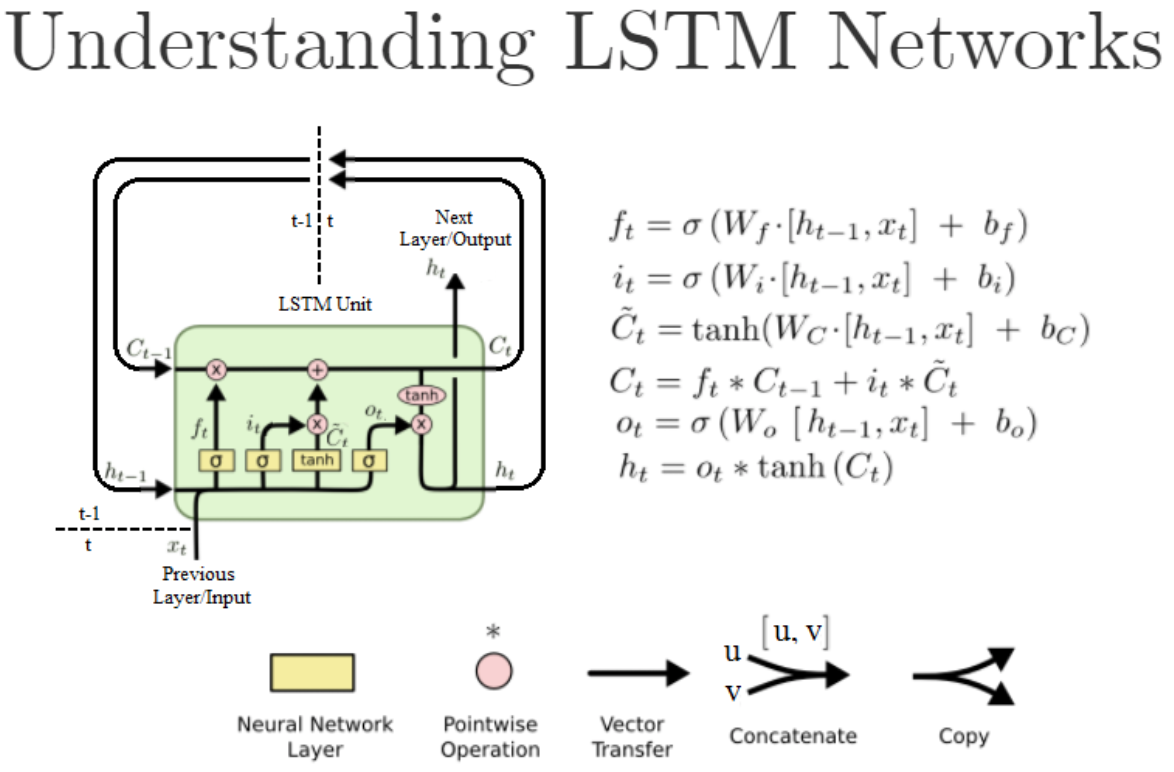 Understanding LSTM Networks
t-1 t
Next
Layer/Output
h_t
LSTM Unit
C_{t-1}
C_t
x
+
tanh
f_t
i_t
x
C̃_t
o_t
x
σ
σ
tanh
σ
h_{t-1}
h_t
t-1
t
x_t
Previous
Layer/Input
f_t = σ (W_f·[h_{t-1}, x_t] + b_f)
i_t = σ (W_i·[h_{t-1}, x_t] + b_i)
C̃_t = tanh(W_C·[h_{t-1}, x_t] + b_C)
C_t = f_t * C_{t-1} + i_t * C̃_t
o_t = σ (W_o [h_{t-1}, x_t] + b_o)
h_t = o_t * tanh (C_t)
*
[u, v]
u
v
Neural Network
Layer
Pointwise
Operation
Vector
Transfer
Concatenate
Copy